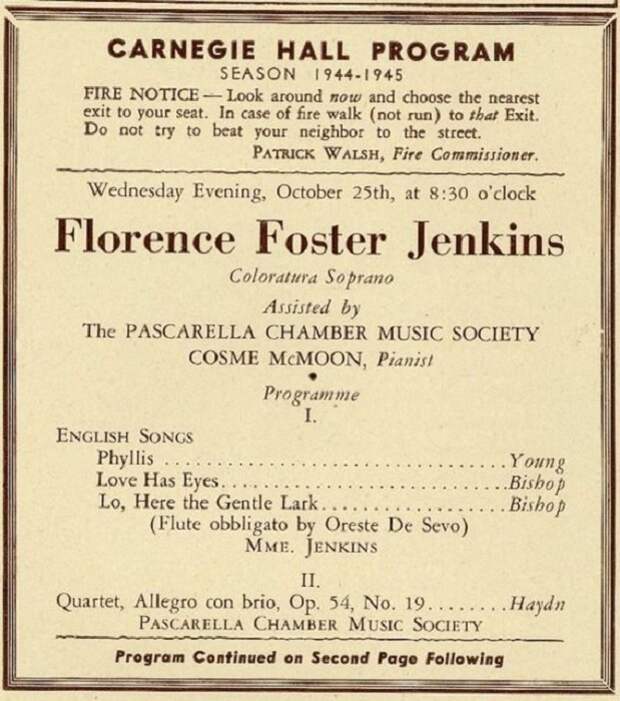 CARNEGIE HALL PROGRAM
SEASON 1944-1945
FIRE NOTICE — Look around now and choose the nearest
exit to your seat. In case of fire walk (not run) to that Exit.
Do not try to beat your neighbor to the street.
PATRICK WALSH, Fire Commissioner.
Wednesday Evening, October 25th, at 8:30 o'clock
Florence Foster Jenkins
Coloratura Soprano
Assisted by
The PASCARELLA CHAMBER MUSIC SOCIETY
COSME McMOON, Pianist
Programme
I.
ENGLISH SONGS
Phyllis ................................. Young
Love Has Eyes............................ Bishop
Lo, Here the Gentle Lark.................. Bishop
(Flute obbligato by Oreste De Sevo)
MME. JENKINS
II.
Quartet, Allegro con brio, Op. 54, No. 19........ Haydn
PASCARELLA CHAMBER MUSIC SOCIETY
Program Continued on Second Page Following